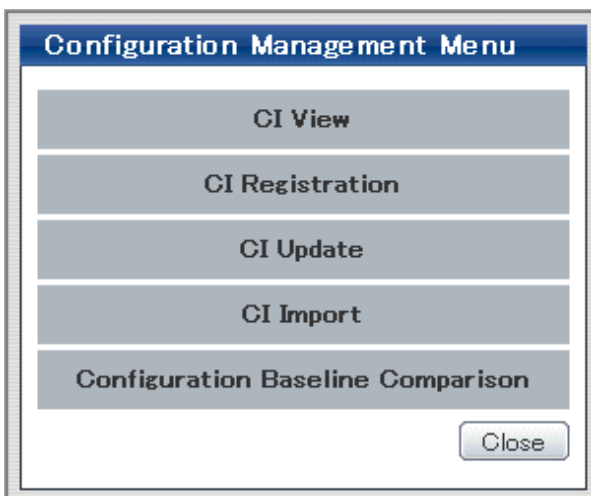 Configuration Management Menu
CI View
CI Registration
CI Update
CI Import
Configuration Baseline Comparison
Close